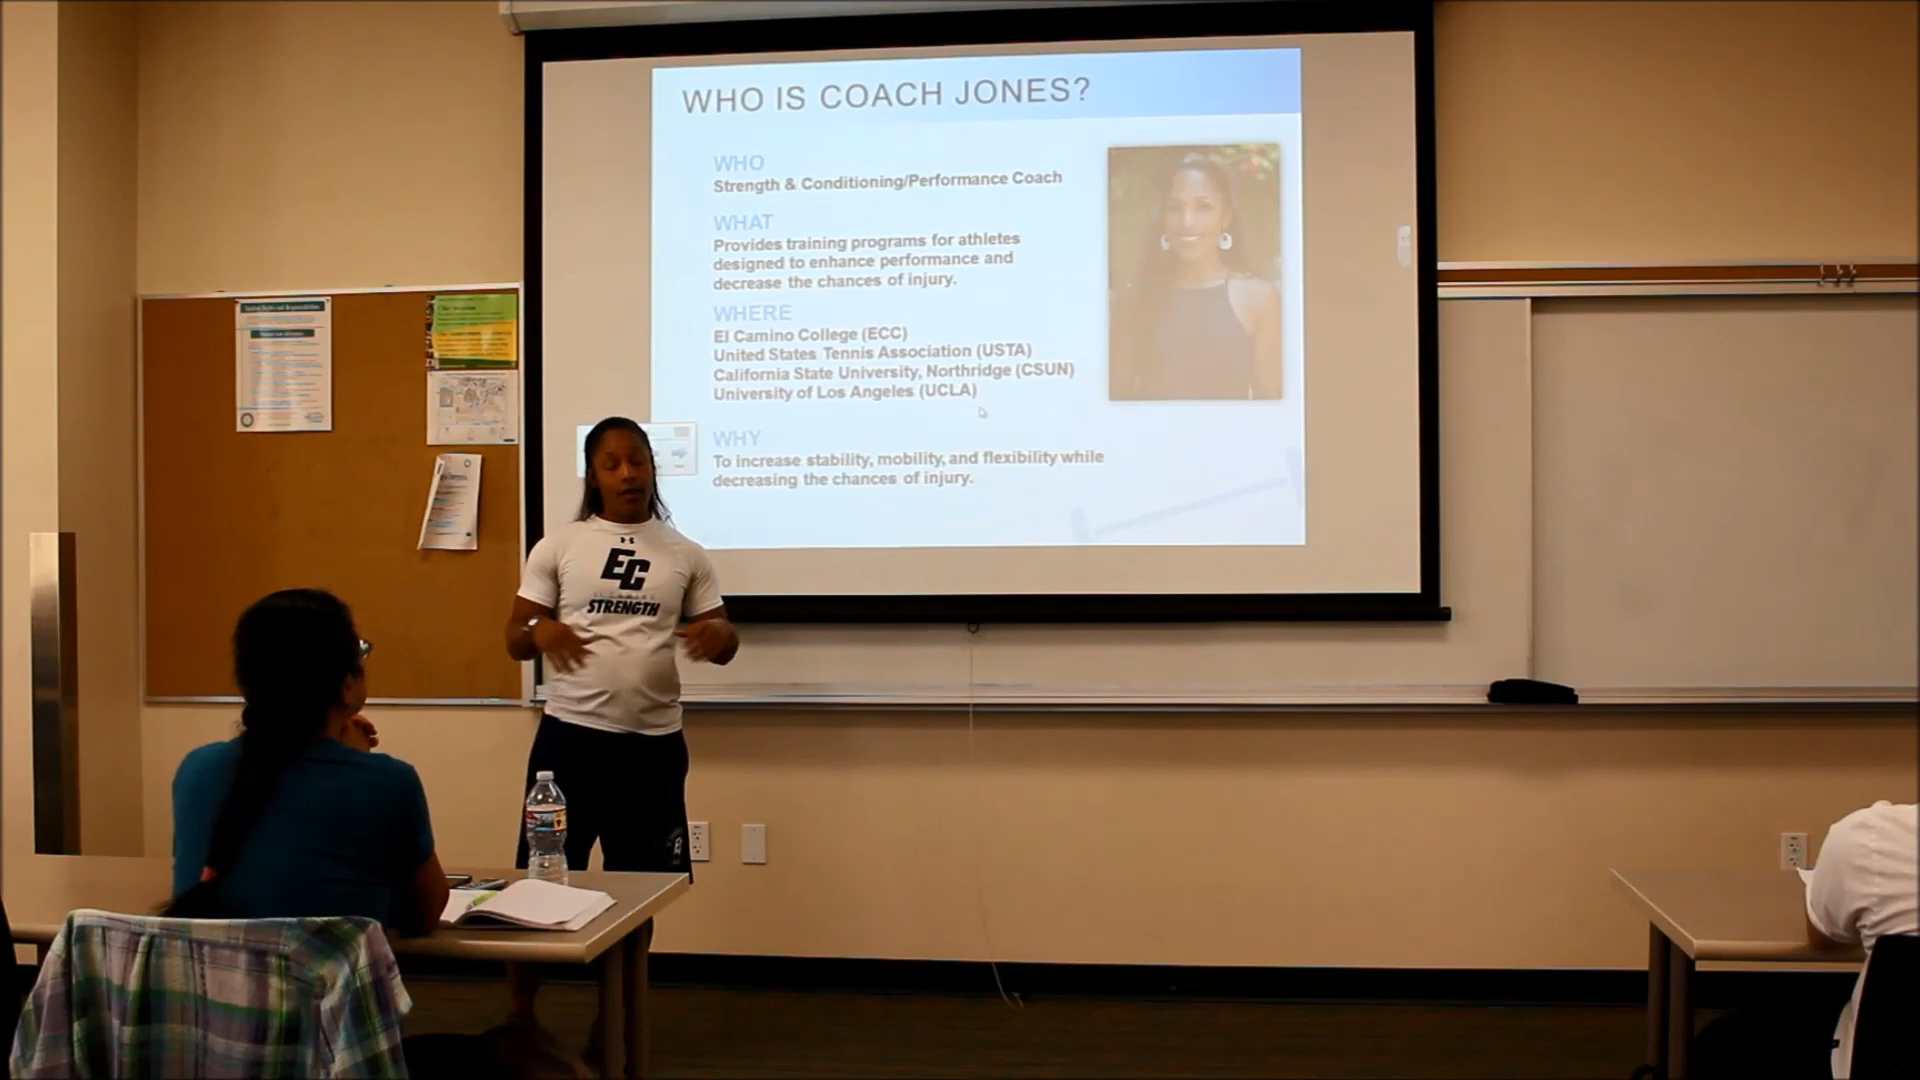 WHO IS COACH JONES?
WHO
Strength & Conditioning/Performance Coach
WHAT
Provides training programs for athletes
designed to enhance performance and
decrease the chances of injury.
WHERE
El Camino College (ECC)
United States Tennis Association (USTA)
California State University, Northridge (CSUN)
University of Los Angeles (UCLA)
WHY
To increase stability, mobility, and flexibility while
decreasing the chances of injury.
EC
STRENGTH